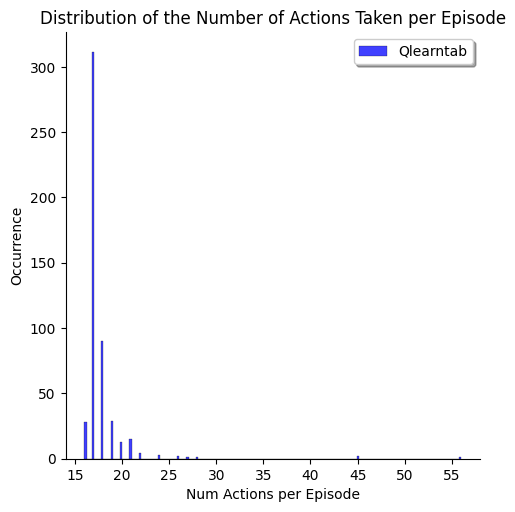 Distribution of the Number of Actions Taken per Episode
Qlearntab
300
250
200
150
100
50
0
Occurrence
15 20 25 30 35 40 45 50 55
Num Actions per Episode